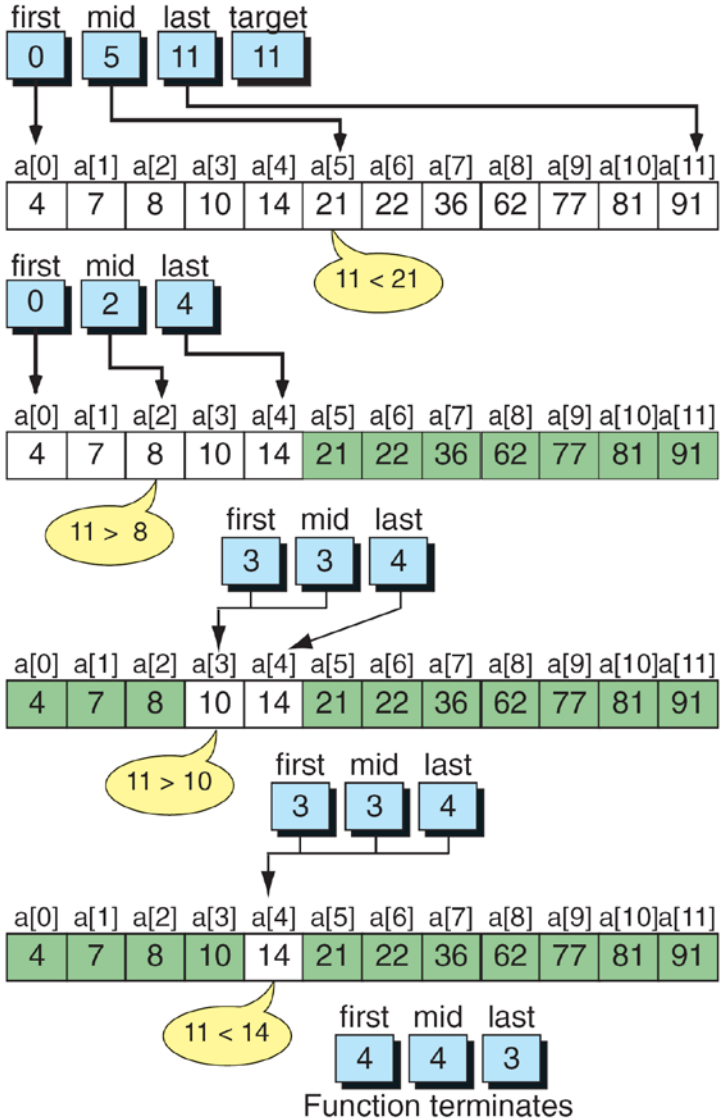 first mid last target
0 5 11 11
a[0] a[1] a[2] a[3] a[4] a[5] a[6] a[7] a[8] a[9] a[10] a[11]
4 7 8 10 14 21 22 36 62 77 81 91
11 < 21
first mid last
0 2 4
a[0] a[1] a[2] a[3] a[4] a[5] a[6] a[7] a[8] a[9] a[10] a[11]
4 7 8 10 14 21 22 36 62 77 81 91
11 > 8
first mid last
3 3 4
a[0] a[1] a[2] a[3] a[4] a[5] a[6] a[7] a[8] a[9] a[10] a[11]
4 7 8 10 14 21 22 36 62 77 81 91
11 > 10
first mid last
3 3 4
a[0] a[1] a[2] a[3] a[4] a[5] a[6] a[7] a[8] a[9] a[10] a[11]
4 7 8 10 14 21 22 36 62 77 81 91
11 < 14
first mid last
4 4 3
Function terminates